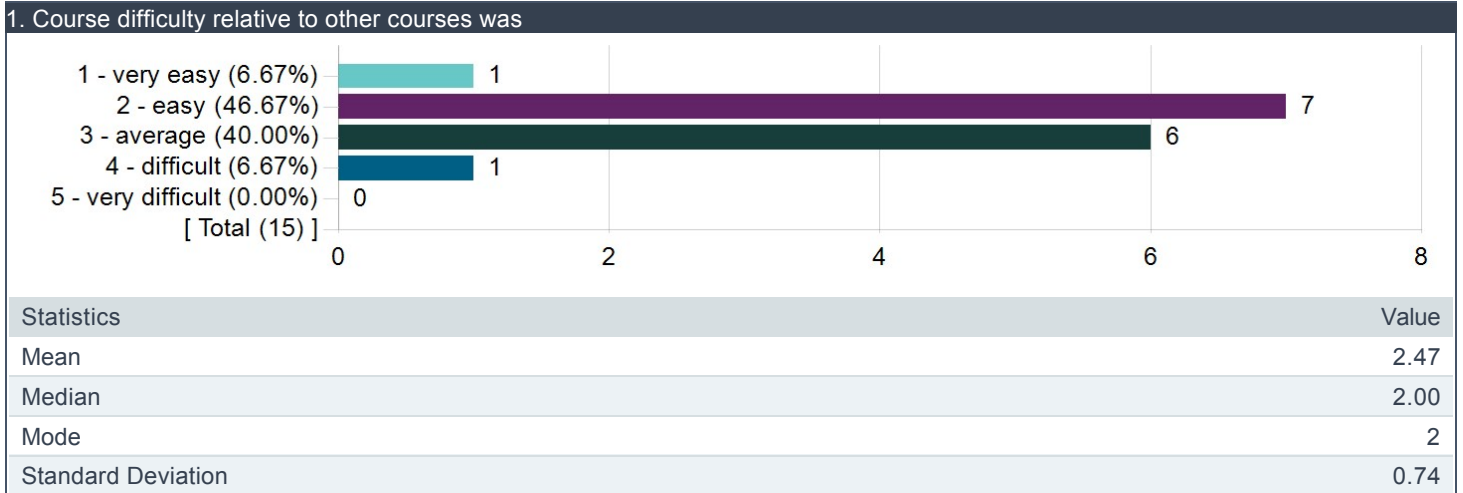 1. Course difficulty relative to other courses was
1 - very easy (6.67%) 1
2 - easy (46.67%) 7
3 - average (40.00%) 6
4 - difficult (6.67%) 1
5 - very difficult (0.00%) 0
[ Total (15) ]
0 2 4 6 8
Statistics Value
Mean 2.47
Median 2.00
Mode 2
Standard Deviation 0.74